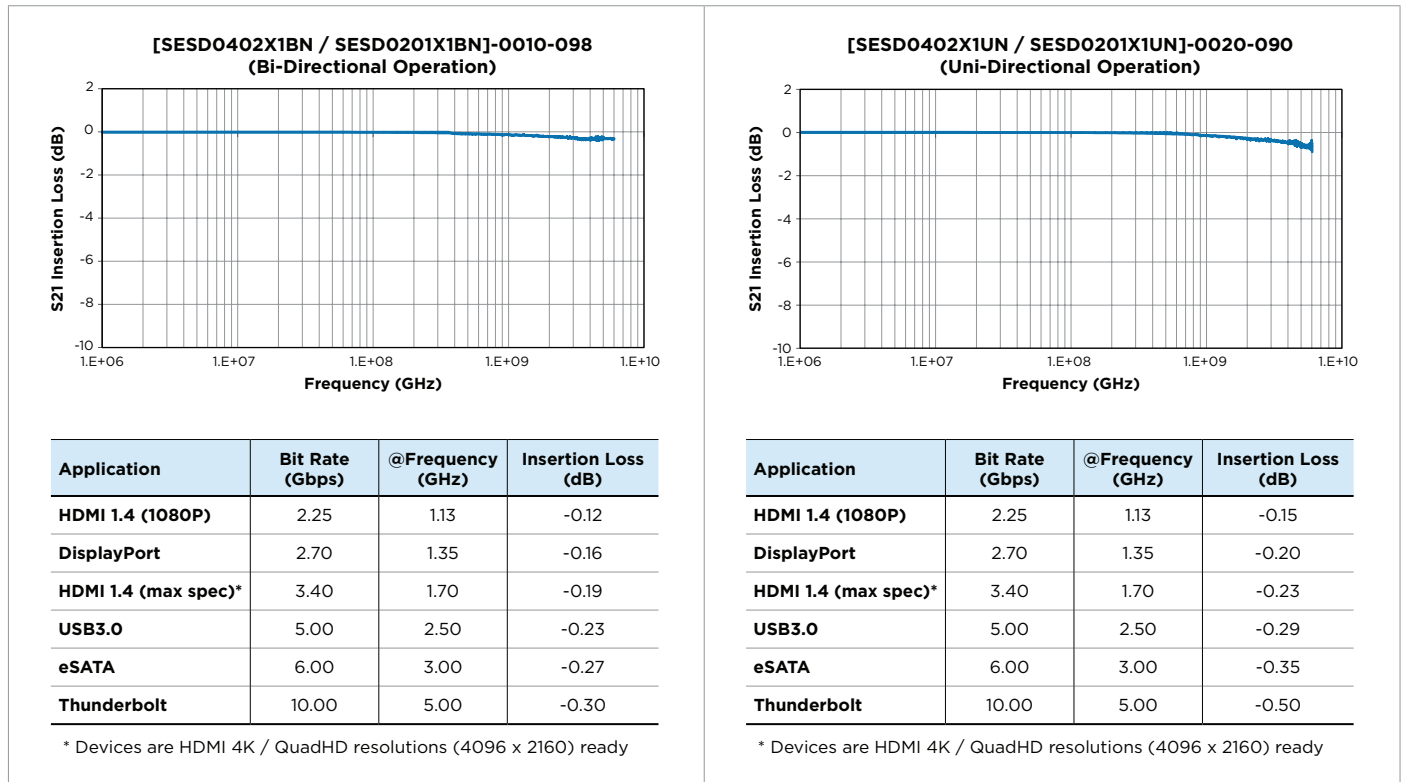 [SESD0402X1BN / SESD0201X1BN]-0010-098
(Bi-Directional Operation)
S21 Insertion Loss (dB)
2
0
-2
-4
-6
-8
-10
1.E+06 1.E+07 1.E+08 1.E+09 1.E+10
Frequency (GHz)
Application Bit Rate (Gbps) @Frequency (GHz) Insertion Loss (dB)
HDMI 1.4 (1080P) 2.25 1.13 -0.12
DisplayPort 2.70 1.35 -0.16
HDMI 1.4 (max spec)* 3.40 1.70 -0.19
USB3.0 5.00 2.50 -0.23
eSATA 6.00 3.00 -0.27
Thunderbolt 10.00 5.00 -0.30
* Devices are HDMI 4K / QuadHD resolutions (4096 x 2160) ready
[SESD0402X1UN / SESD0201X1UN]-0020-090
(Uni-Directional Operation)
S21 Insertion Loss (dB)
2
0
-2
-4
-6
-8
-10
1.E+06 1.E+07 1.E+08 1.E+09 1.E+10
Frequency (GHz)
Application Bit Rate (Gbps) @Frequency (GHz) Insertion Loss (dB)
HDMI 1.4 (1080P) 2.25 1.13 -0.15
DisplayPort 2.70 1.35 -0.20
HDMI 1.4 (max spec)* 3.40 1.70 -0.23
USB3.0 5.00 2.50 -0.29
eSATA 6.00 3.00 -0.35
Thunderbolt 10.00 5.00 -0.50
* Devices are HDMI 4K / QuadHD resolutions (4096 x 2160) ready